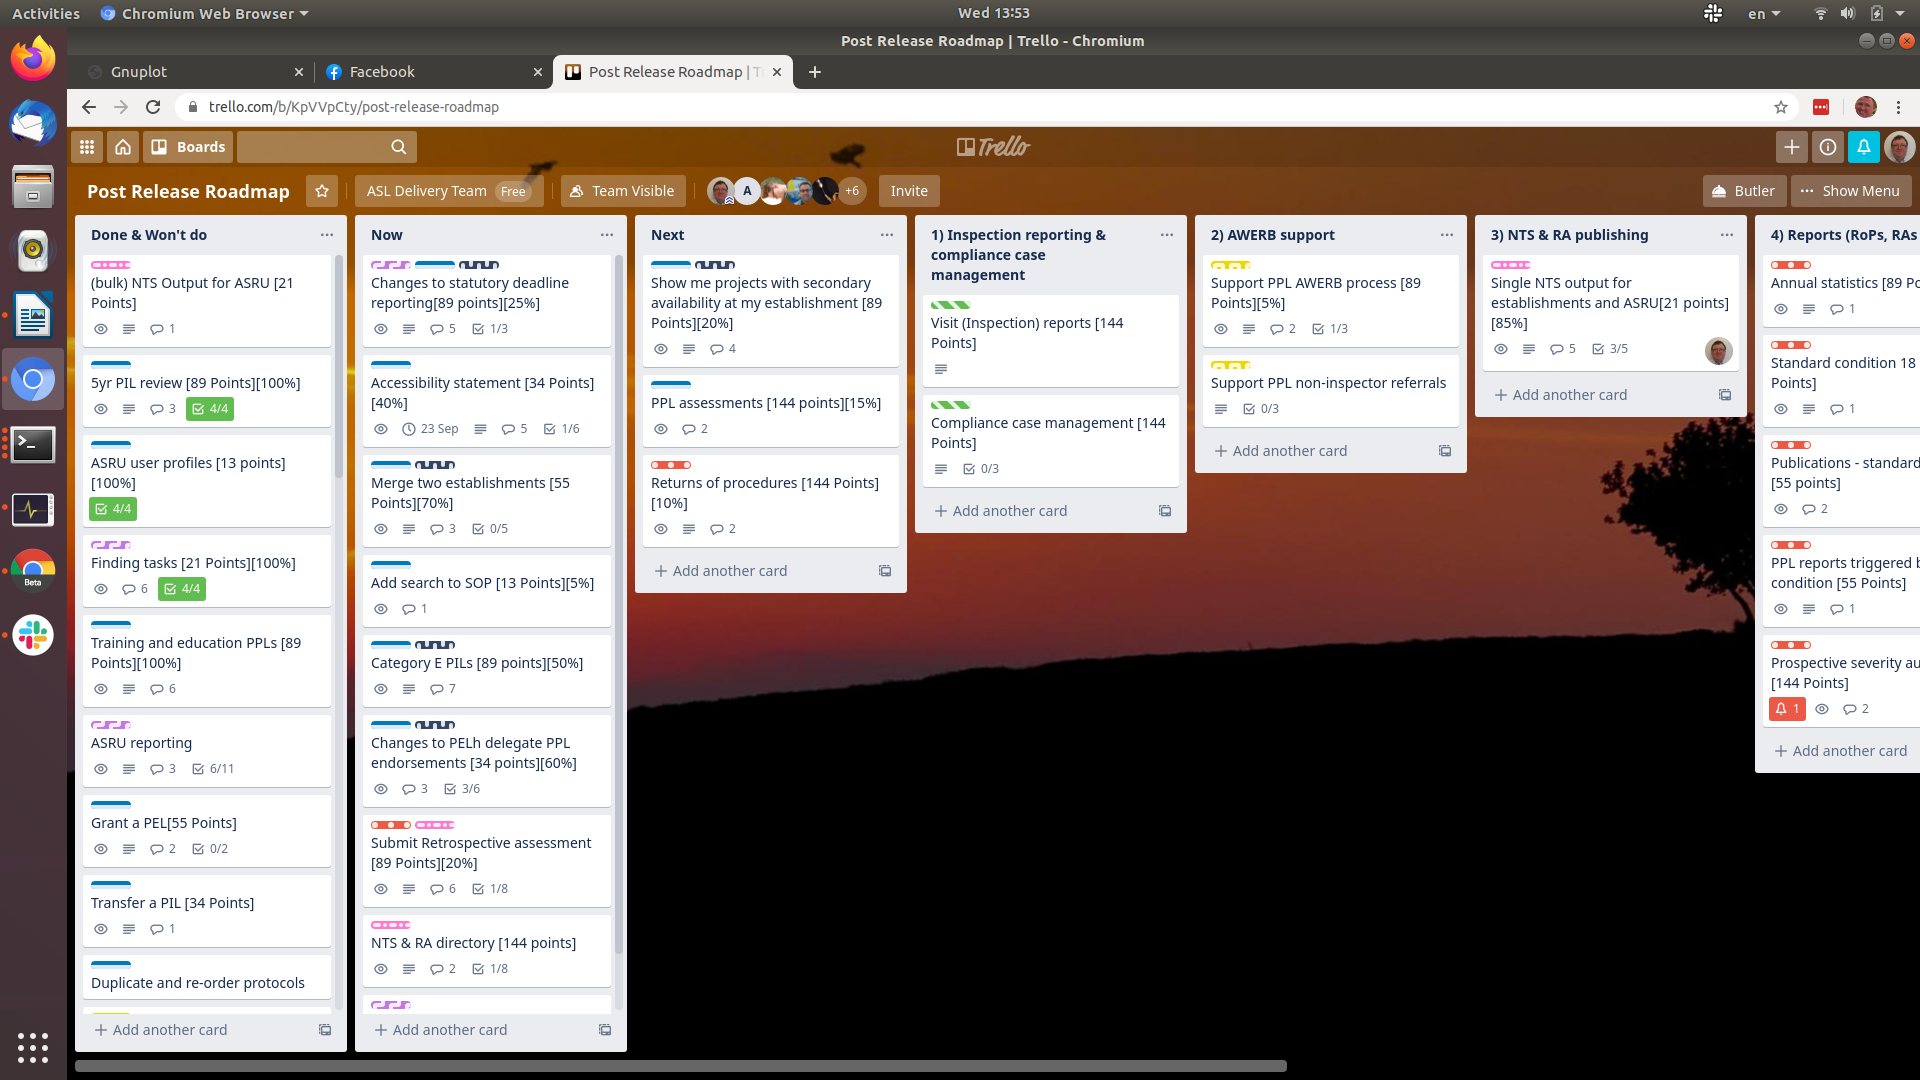 Activities
Chromium Web Browser
Wed 13:53
en
Post Release Roadmap | Trello - Chromium
Gnuplot
Facebook
Post Release Roadmap | T
trello.com/b/KpVVpCty/post-release-roadmap
Boards
Trello
Post Release Roadmap
ASL Delivery Team Free
Team Visible
A
+6
Invite
Butler
Show Menu
Beta
Done & Won't do
(bulk) NTS Output for ASRU [21
Points]
1
5yr PIL review [89 Points][100%]
3 4/4
ASRU user profiles [13 points]
[100%]
4/4
Finding tasks [21 Points][100%]
6 4/4
Training and education PPLs [89
Points][100%]
6
ASRU reporting
3 6/11
Grant a PEL[55 Points]
2 0/2
Transfer a PIL [34 Points]
1
Duplicate and re-order protocols
+ Add another card
Now
Changes to statutory deadline
reporting[89 points][25%]
5 1/3
Accessibility statement [34 Points]
[40%]
23 Sep 5 1/6
Merge two establishments [55
Points][70%]
3 0/5
Add search to SOP [13 Points][5%]
1
Category E PILs [89 points][50%]
7
Changes to PELh delegate PPL
endorsements [34 points][60%]
3 3/6
Submit Retrospective assessment
[89 Points][20%]
6 1/8
NTS & RA directory [144 points]
2 1/8
+ Add another card
Next
Show me projects with secondary
availability at my establishment [89
Points][20%]
4
PPL assessments [144 points][15%]
2
Returns of procedures [144 Points]
[10%]
2
+ Add another card
1) Inspection reporting &
compliance case
management
Visit (Inspection) reports [144
Points]
Compliance case management [144
Points]
0/3
+ Add another card
2) AWERB support
Support PPL AWERB process [89
Points][5%]
2 1/3
Support PPL non-inspector referrals
0/3
+ Add another card
3) NTS & RA publishing
Single NTS output for
establishments and ASRU[21 points]
[85%]
5 3/5
+ Add another card
4) Reports (RoPs, RAs
Annual statistics [89 Po
1
Standard condition 18
Points]
1
Publications - standard
[55 points]
2
PPL reports triggered b
condition [55 Points]
1
Prospective severity au
[144 Points]
1 2
+ Add another card